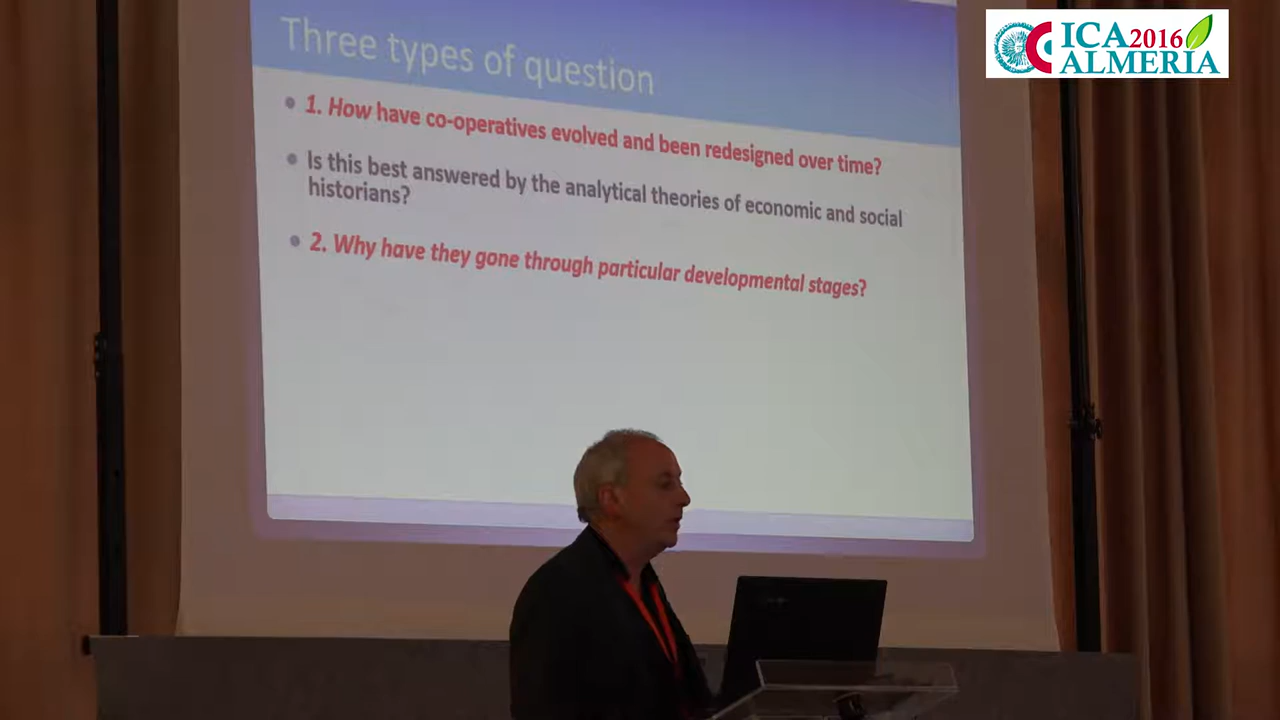 Three types of question
• 1. How have co-operatives evolved and been redesigned over time?
• Is this best answered by the analytical theories of economic and social
historians?
• 2. Why have they gone through particular developmental stages?
ICA2016
ALMERIA